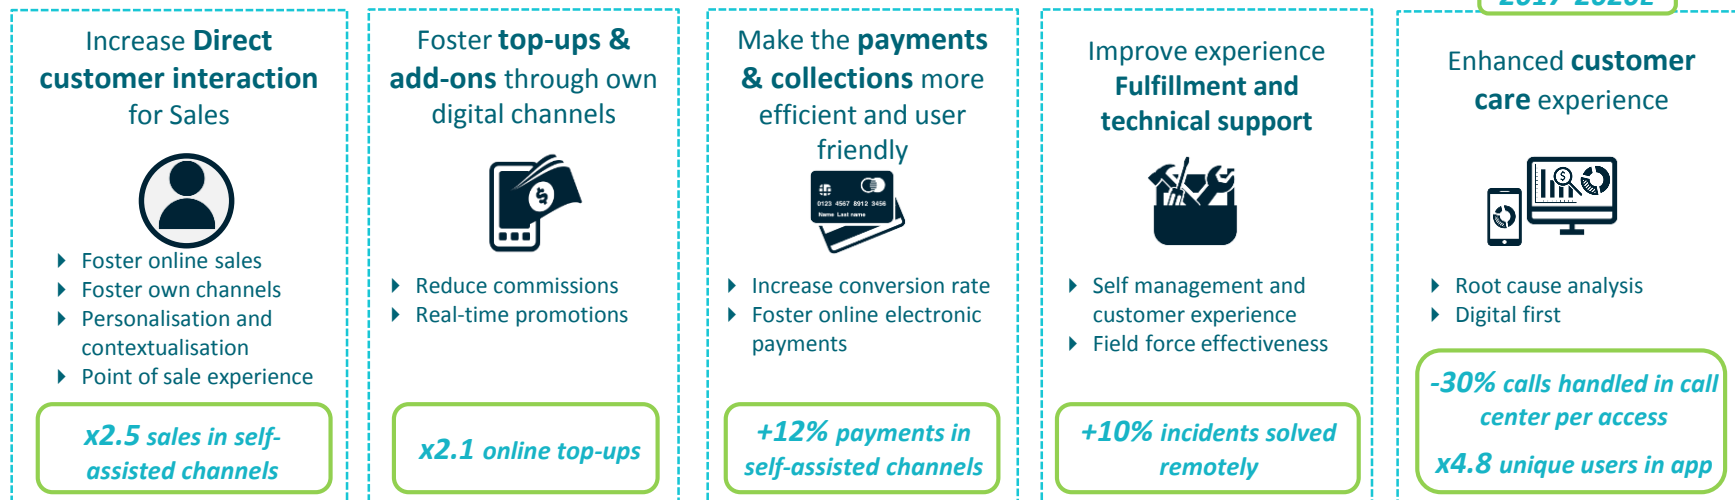 2017-2020E
Increase Direct
customer interaction
for Sales
Foster online sales
Foster own channels
Personalisation and
contextualisation
Point of sale experience
x2.5 sales in self-
assisted channels
Foster top-ups &
add-ons through own
digital channels
$
Reduce commissions
Real-time promotions
x2.1 online top-ups
Make the payments
& collections more
efficient and user
friendly
0123 4567 8912 3456
Name Last name
Increase conversion rate
Foster online electronic
payments
+12% payments in
self-assisted channels
Improve experience
Fulfillment and
technical support
Self management and
customer experience
Field force effectiveness
+10% incidents solved
remotely
Enhanced customer
care experience
$
Root cause analysis
Digital first
-30% calls handled in call
center per access
x4.8 unique users in app